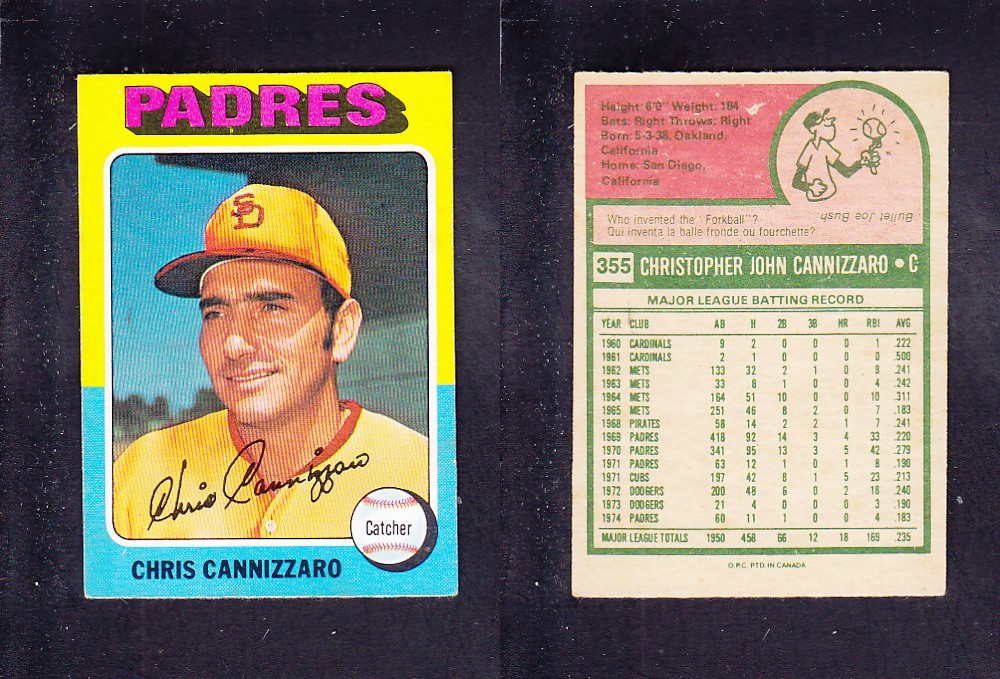 PADRES
SD
Chris Cannizzaro
Catcher
CHRIS CANNIZZARO
Height: 6'0" Weight: 184
Bats: Right Throws: Right
Born: 5-3-38, Oakland,
California
Home: San Diego,
California
Who invented the "Forkball"?
Qui inventa la balle fronde ou fourchette?
Bullet Joe Bush
355 CHRISTOPHER JOHN CANNIZZARO • C
MAJOR LEAGUE BATTING RECORD
YEAR CLUB AB H 2B 3B HR RBI AVG
1960 CARDINALS 9 2 0 0 0 1 .222
1961 CARDINALS 2 1 0 0 0 0 .500
1962 METS 133 32 2 1 0 9 .241
1963 METS 33 8 1 0 0 4 .242
1964 METS 164 51 10 0 0 10 .311
1965 METS 251 46 8 2 0 7 .183
1968 PIRATES 58 14 2 2 1 7 .241
1969 PADRES 418 92 14 3 4 33 .220
1970 PADRES 341 95 13 3 5 42 .279
1971 PADRES 63 12 1 0 1 8 .190
1971 CUBS 197 42 8 1 5 23 .213
1972 DODGERS 200 48 6 0 2 18 .240
1973 DODGERS 21 4 0 0 0 3 .190
1974 PADRES 60 11 1 0 0 4 .183
MAJOR LEAGUE TOTALS 1950 458 66 12 18 169 .235
O.P.C. PTD. IN CANADA